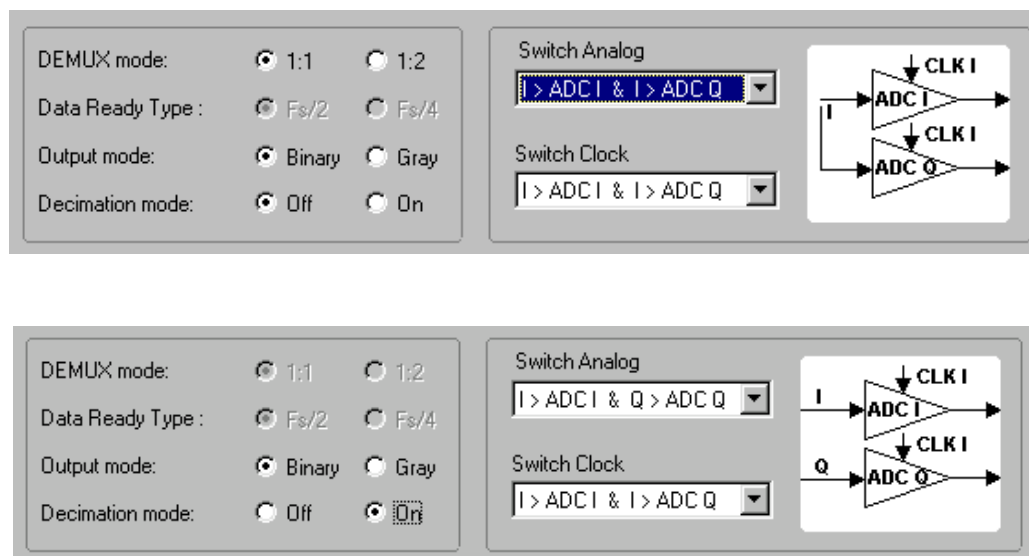 DEMUX mode: 1:1 1:2
Data Ready Type : Fs/2 Fs/4
Output mode: Binary Gray
Decimation mode: Off On
Switch Analog
I > ADC I & I > ADC Q
Switch Clock
I > ADC I & I > ADC Q
CLK I
ADC I
I
CLK I
ADC Q
DEMUX mode: 1:1 1:2
Data Ready Type : Fs/2 Fs/4
Output mode: Binary Gray
Decimation mode: Off On
Switch Analog
I > ADC I & Q > ADC Q
Switch Clock
I > ADC I & I > ADC Q
CLK I
I
ADC I
CLK I
Q
ADC Q